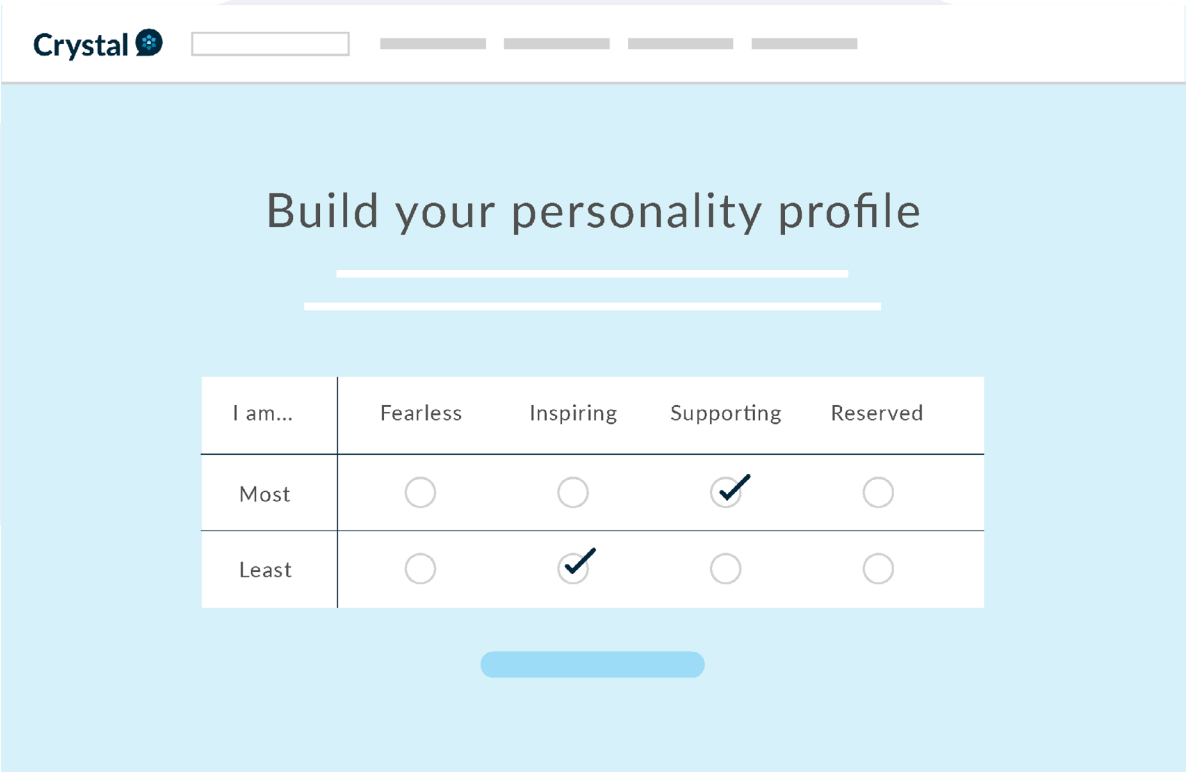 Crystal
Build your personality profile
I am... Fearless Inspiring Supporting Reserved
Most
Least